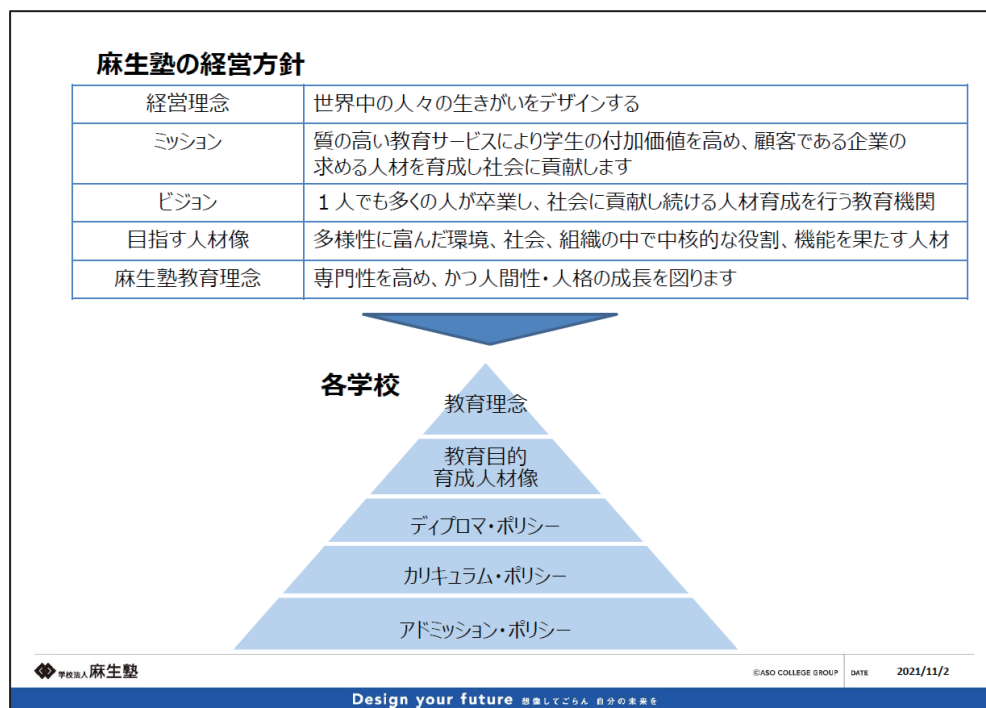 麻生塾の経営方針
経営理念 世界中の人々の生きがいをデザインする
ミッション 質の高い教育サービスにより学生の付加価値を高め、顧客である企業の
求める人材を育成し社会に貢献します
ビジョン １人でも多くの人が卒業し、社会に貢献し続ける人材育成を行う教育機関
目指す人材像 多様性に富んだ環境、社会、組織の中で中核的な役割、機能を果たす人材
麻生塾教育理念 専門性を高め、かつ人間性・人格の成長を図ります
各学校
教育理念
教育目的
育成人材像
ディプロマ・ポリシー
カリキュラム・ポリシー
アドミッション・ポリシー
学校法人 麻生塾 ©ASO COLLEGE GROUP DATE 2021/11/2
Design your future 想像してごらん 自分の未来を